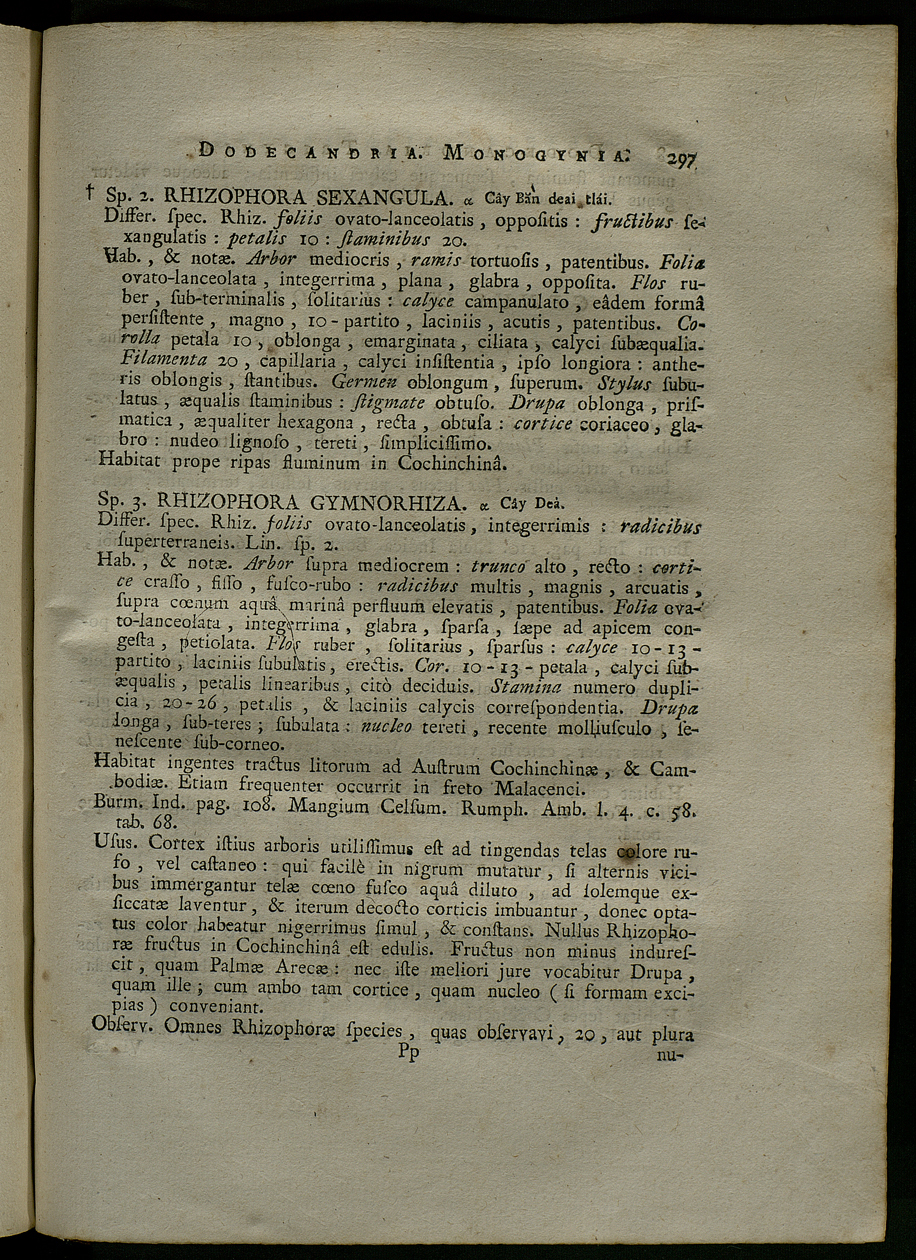 DODECANDRIA. MONOGYNIA. 297
† Sp. 2. RHIZOPHORA SEXANGULA. α Cây Bần deai tlái.
Differ. ſpec. Rhiz. foliis ovato-lanceolatis, oppoſitis : fructibus ſe-
xangulatis : petalis 10 : ſtaminibus 20.
Hab., & notæ. Arbor mediocris, ramis tortuoſis, patentibus. Folia
ovato-lanceolata, integerrima, plana, glabra, oppoſita. Flos ru-
ber, ſub-terminalis, ſolitarius : calyce campanulato, eâdem formâ
perſiſtente, magno, 10-partito, laciniis, acutis, patentibus. Co-
rolla petala 10, oblonga, emarginata, ciliata, calyci ſubæqualia.
Filamenta 20, capillaria, calyci inſiſtentia, ipſo longiora : anthe-
ris oblongis, ſtantibus. Germen oblongum, ſuperum. Stylus ſubu-
latus, æqualis ſtaminibus : ſtigmate obtuſo. Drupa oblonga, priſ-
matica, æqualiter hexagona, recta, obtuſa : cortice coriaceo, gla-
bro : nudeo lignoſo, tereti, ſimpliciſſimo.
Habitat prope ripas fluminum in Cochinchinâ.
Sp. 3. RHIZOPHORA GYMNORHIZA. α Cây Deà.
Differ. ſpec. Rhiz. foliis ovato-lanceolatis, integerrimis : radicibus
ſuperterraneis. Lin. ſp. 2.
Hab., & notæ. Arbor ſupra mediocrem : trunco alto, recto : corti-
ce craſſo, fiſſo, fuſco-rubo : radicibus multis, magnis, arcuatis,
ſupra cœnum aquâ marinâ perfluum elevatis, patentibus. Folia ova-
to-lanceolata, integerrima, glabra, ſparſa, ſæpe ad apicem con-
geſta, petiolata. Flos ruber, ſolitarius, ſparſus : calyce 10-13-
partito, laciniis ſubulatis, erectis. Cor. 10-13-petala, calyci ſub-
æqualis, petalis linearibus, citò deciduis. Stamina numero dupli-
cia, 20-26, petalis, & laciniis calycis correſpondentia. Drupa
longa, ſub-teres ; ſubulata : nucleo tereti, recente molliuſculo, ſe-
neſcente ſub-corneo.
Habitat ingentes tractus litorum ad Auſtrum Cochinchinæ, & Cam-
bodiæ. Etiam frequenter occurrit in freto Malacenci.
Burm. Ind. pag. 108. Mangium Celſum. Rumph. Amb. l. 4. c. 58.
tab. 68.
Uſus. Cortex iſtius arboris utiliſſimus eſt ad tingendas telas colore ru-
fo, vel caſtaneo : qui facilè in nigrum mutatur, ſi alternis vici-
bus immergantur telæ cœno fuſco aquâ diluto, ad ſolemque ex-
ſiccatæ laventur, & iterum decocto corticis imbuantur, donec opta-
tus color habeatur nigerrimus ſimul, & conſtans. Nullus Rhizopho-
ræ fructus in Cochinchinâ eſt edulis. Fructus non minus indureſ-
cit, quam Palmæ Arecæ : nec iſte meliori jure vocabitur Drupa,
quam ille ; cum ambo tam cortice, quam nucleo ( ſi formam exci-
pias ) conveniant.
Obſerv. Omnes Rhizophoræ ſpecies, quas obſervavi, 20, aut plura
Pp nu-